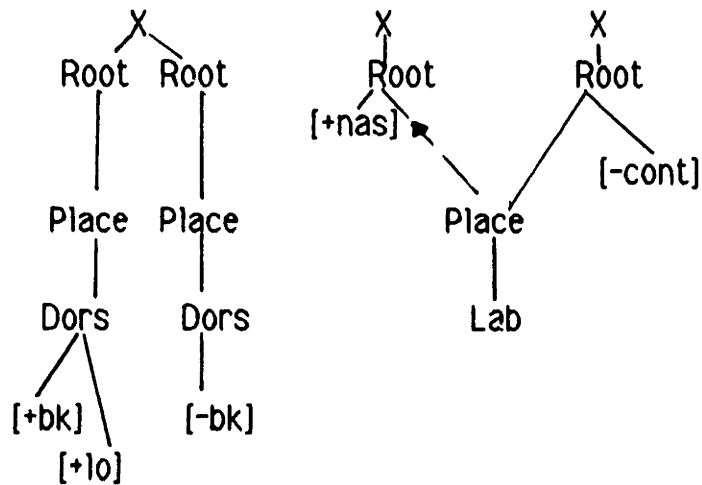 X X X
Root Root Root Root
[+nas]
[-cont]
Place Place Place
Dors Dors Lab
[+bk] [-bk]
[+lo]